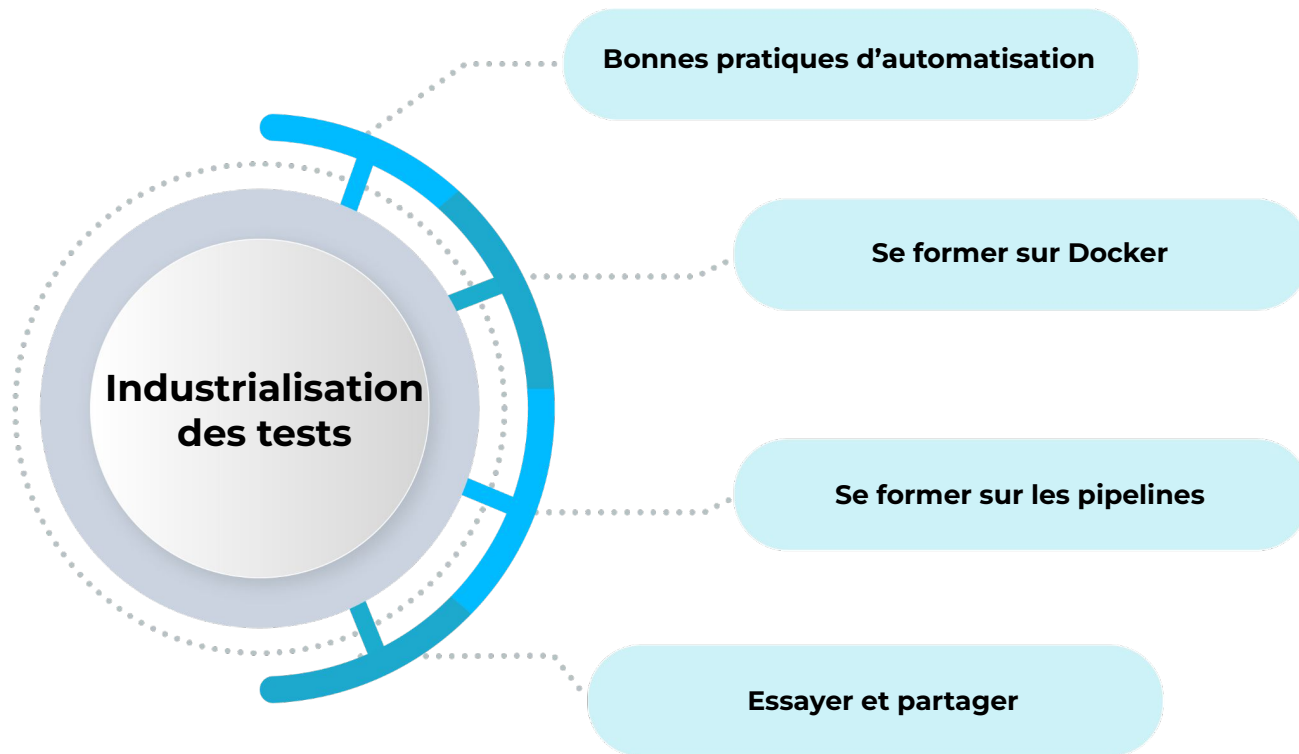 Bonnes pratiques d’automatisation
Se former sur Docker
Industrialisation
des tests
Se former sur les pipelines
Essayer et partager